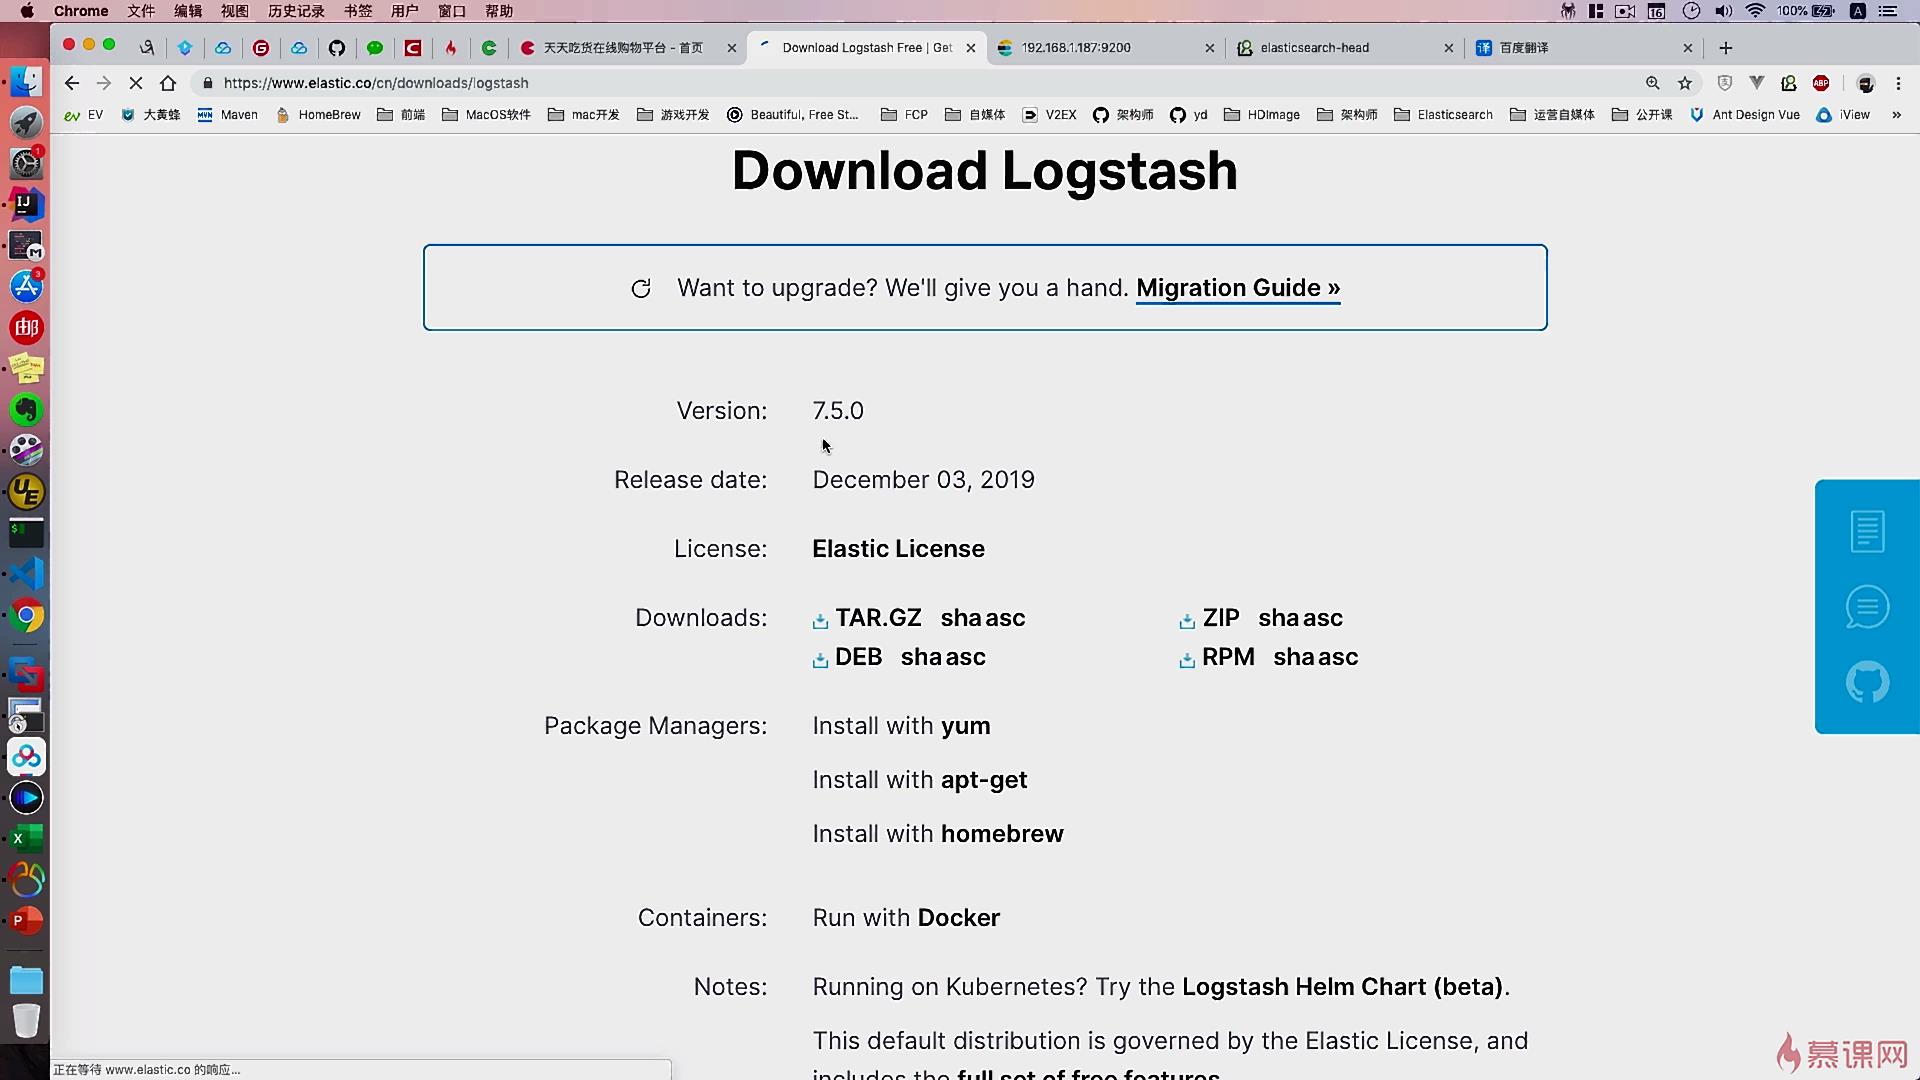 Chrome 文件 编辑 视图 历史记录 书签 用户 窗口 帮助 16 100% A
天天吃货在线购物平台 - 首页 Download Logstash Free | Get 192.168.1.187:9200 elasticsearch-head 译 百度翻译
https://www.elastic.co/cn/downloads/logstash ABP
ev EV 大黄蜂 MVN Maven HomeBrew 前端 MacOS软件 mac开发 游戏开发 Beautiful, Free St... FCP 自媒体 V2EX 架构师 yd HDImage 架构师 Elasticsearch 运营自媒体 公开课 Ant Design Vue iView »
Download Logstash
Want to upgrade? We'll give you a hand. Migration Guide »
Version: 7.5.0
Release date: December 03, 2019
License: Elastic License
Downloads: TAR.GZ sha asc ZIP sha asc
DEB sha asc RPM sha asc
Package Managers: Install with yum
Install with apt-get
Install with homebrew
Containers: Run with Docker
Notes: Running on Kubernetes? Try the Logstash Helm Chart (beta).
This default distribution is governed by the Elastic License, and
includes the full set of free features.
正在等待 www.elastic.co 的响应...
慕课网